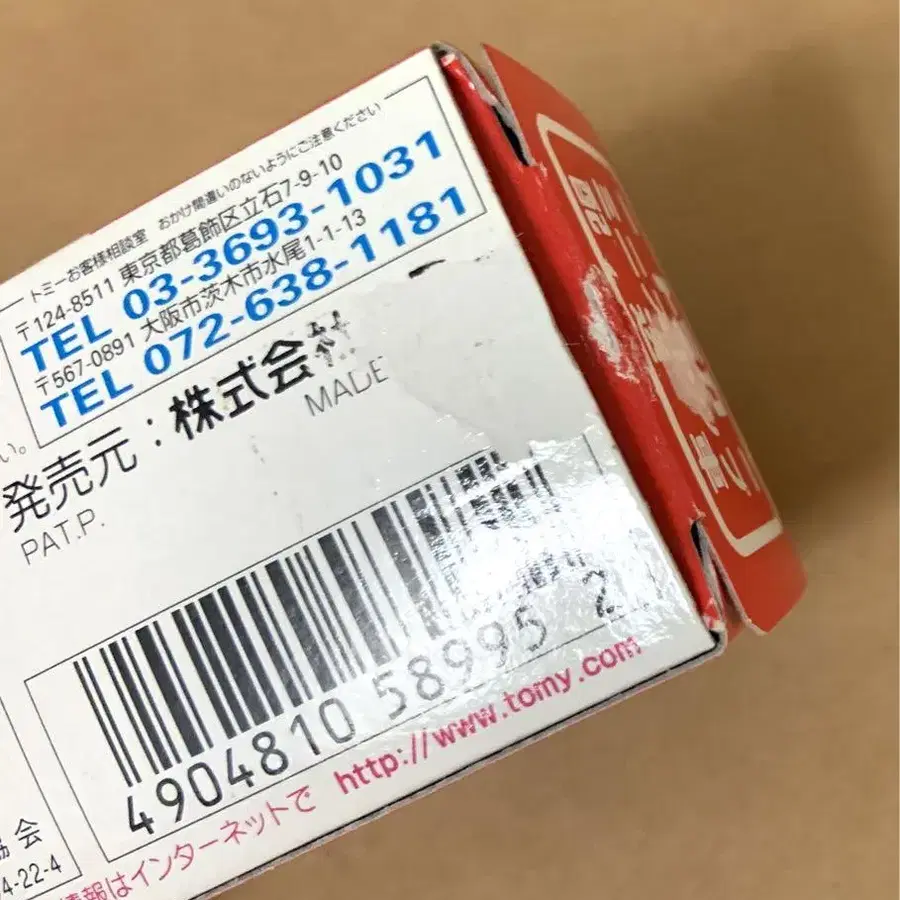 トミーお客様相談室 おかけ間違いのないようにご注意ください
〒124-8511 東京都葛飾区立石7-9-10
TEL 03-3693-1031
〒567-0891 大阪市茨木市水尾1-1-13
TEL 072-638-1181
い。
発売元:株式会社
MADE
PAT.P.
4904810 58995 2
協会
4-22-4
情報はインターネットで http://www.tomy.com